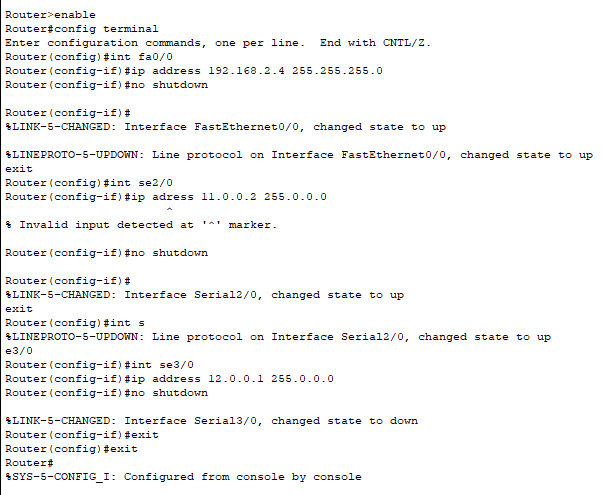 Router>enable
Router#config terminal
Enter configuration commands, one per line.  End with CNTL/Z.
Router(config)#int fa0/0
Router(config-if)#ip address 192.168.2.4 255.255.255.0
Router(config-if)#no shutdown
Router(config-if)#
%LINK-5-CHANGED: Interface FastEthernet0/0, changed state to up
%LINEPROTO-5-UPDOWN: Line protocol on Interface FastEthernet0/0, changed state to up
exit
Router(config)#int se2/0
Router(config-if)#ip adress 11.0.0.2 255.0.0.0
^
% Invalid input detected at '^' marker.
Router(config-if)#no shutdown
Router(config-if)#
%LINK-5-CHANGED: Interface Serial2/0, changed state to up
exit
Router(config)#int s
%LINEPROTO-5-UPDOWN: Line protocol on Interface Serial2/0, changed state to up
e3/0
Router(config-if)#int se3/0
Router(config-if)#ip address 12.0.0.1 255.0.0.0
Router(config-if)#no shutdown
%LINK-5-CHANGED: Interface Serial3/0, changed state to down
Router(config-if)#exit
Router(config)#exit
Router#
%SYS-5-CONFIG_I: Configured from console by console